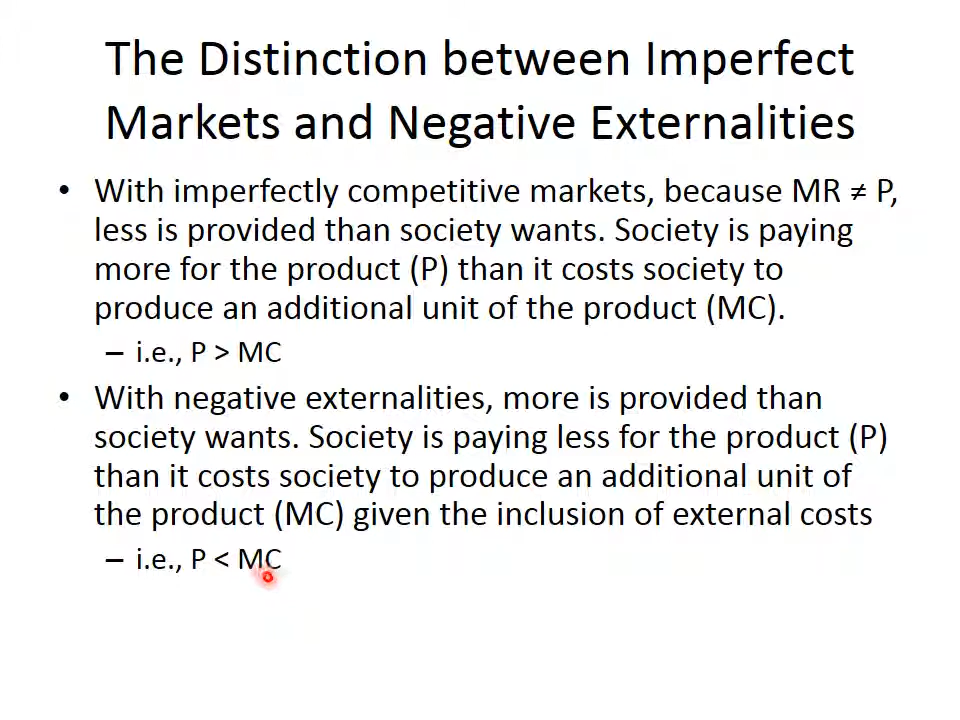 The Distinction between Imperfect
Markets and Negative Externalities
• With imperfectly competitive markets, because MR ≠ P,
less is provided than society wants. Society is paying
more for the product (P) than it costs society to
produce an additional unit of the product (MC).
– i.e., P > MC
• With negative externalities, more is provided than
society wants. Society is paying less for the product (P)
than it costs society to produce an additional unit of
the product (MC) given the inclusion of external costs
– i.e., P < MC